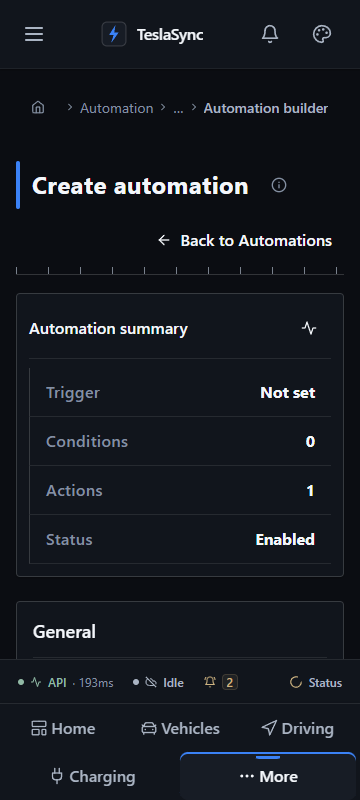 TeslaSync
Automation ... Automation builder
Create automation
Back to Automations
Automation summary
Trigger Not set
Conditions 0
Actions 1
Status Enabled
General
API · 193ms Idle 2 Status
Home Vehicles Driving
Charging More